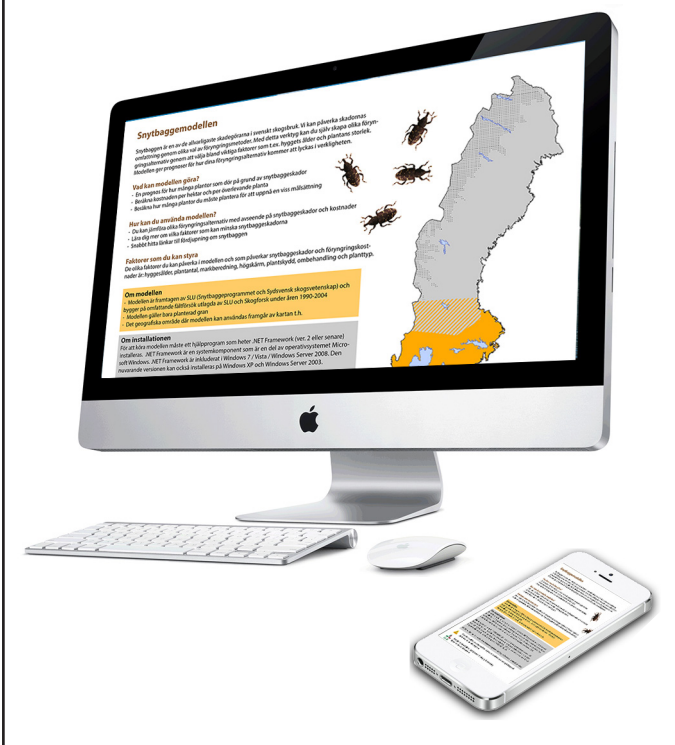 Snytbaggemodellen
Snytbaggen är en av de allvarligaste skadegörarna i svenskt skogsbruk. Vi kan påverka skadornas
omfattning genom olika val av föryngringsmetoder. Med detta verktyg kan du själv skapa olika föryn-
gringsalternativ genom att välja bland viktiga faktorer som t.ex. hyggets ålder och plantans storlek.
Modellen ger prognoser för hur dina föryngringsalternativ kommer att lyckas i verkligheten.
Vad kan modellen göra?
- En prognos för hur många plantor som dör på grund av snytbaggeskador
- Beräkna kostnaden per hektar och per överlevande planta
- Beräkna hur många plantor du måste plantera för att uppnå en viss målsättning
Hur kan du använda modellen?
- Du kan jämföra olika föryngringsalternativ med avseende på snytbaggeskador och kostnader
- Lära dig mer om vilka faktorer som kan minska snytbaggeskadorna
- Snabbt hitta länkar till fördjupning om snytbaggen
Faktorer som du kan styra
De olika faktorer du kan påverka i modellen och som påverkar snytbaggeskador och föryngringskost-
nader är: hyggesålder, plantantal, markberedning, högskärm, plantskydd, ombehandling och planttyp.
Om modellen
- Modellen är framtagen av SLU (Snytbaggeprogrammet och Sydsvensk skogsvetenskap) och
bygger på omfattande fältförsök utlagda av SLU och Skogforsk under åren 1990-2004
- Modellen gäller bara planterad gran
- Det geografiska område där modellen kan användas framgår av kartan t.h.
Om installationen
För att köra modellen måste ett hjälpprogram som heter .NET Framework (ver. 2 eller senare)
installeras. .NET Framework är en systemkomponent som är en del av operativsystemet Micro-
soft Windows. .NET Framework är inkluderat i Windows 7 / Vista / Windows Server 2008. Den
nuvarande versionen kan också installeras på Windows XP och Windows Server 2003.
Snytbaggemodellen